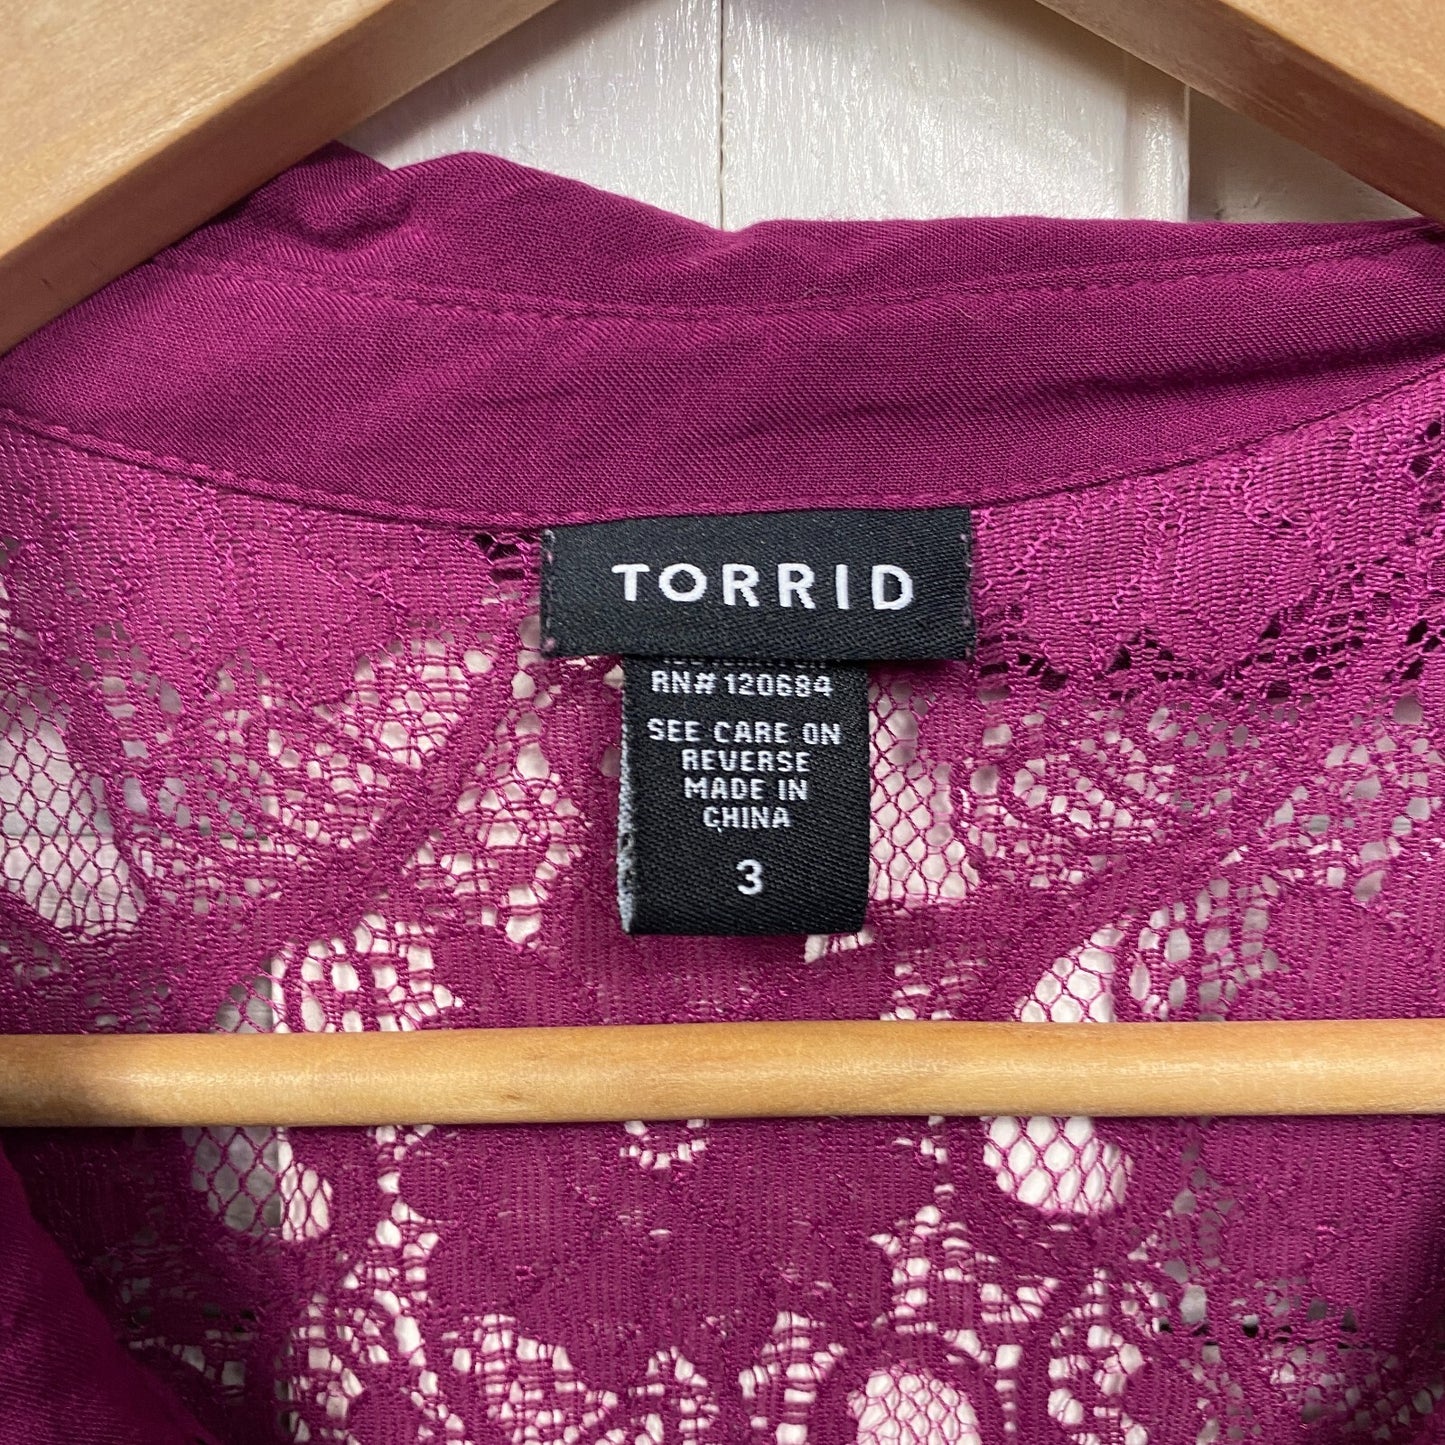 TORRID
RN# 120684
SEE CARE ON
REVERSE
MADE IN
CHINA
3